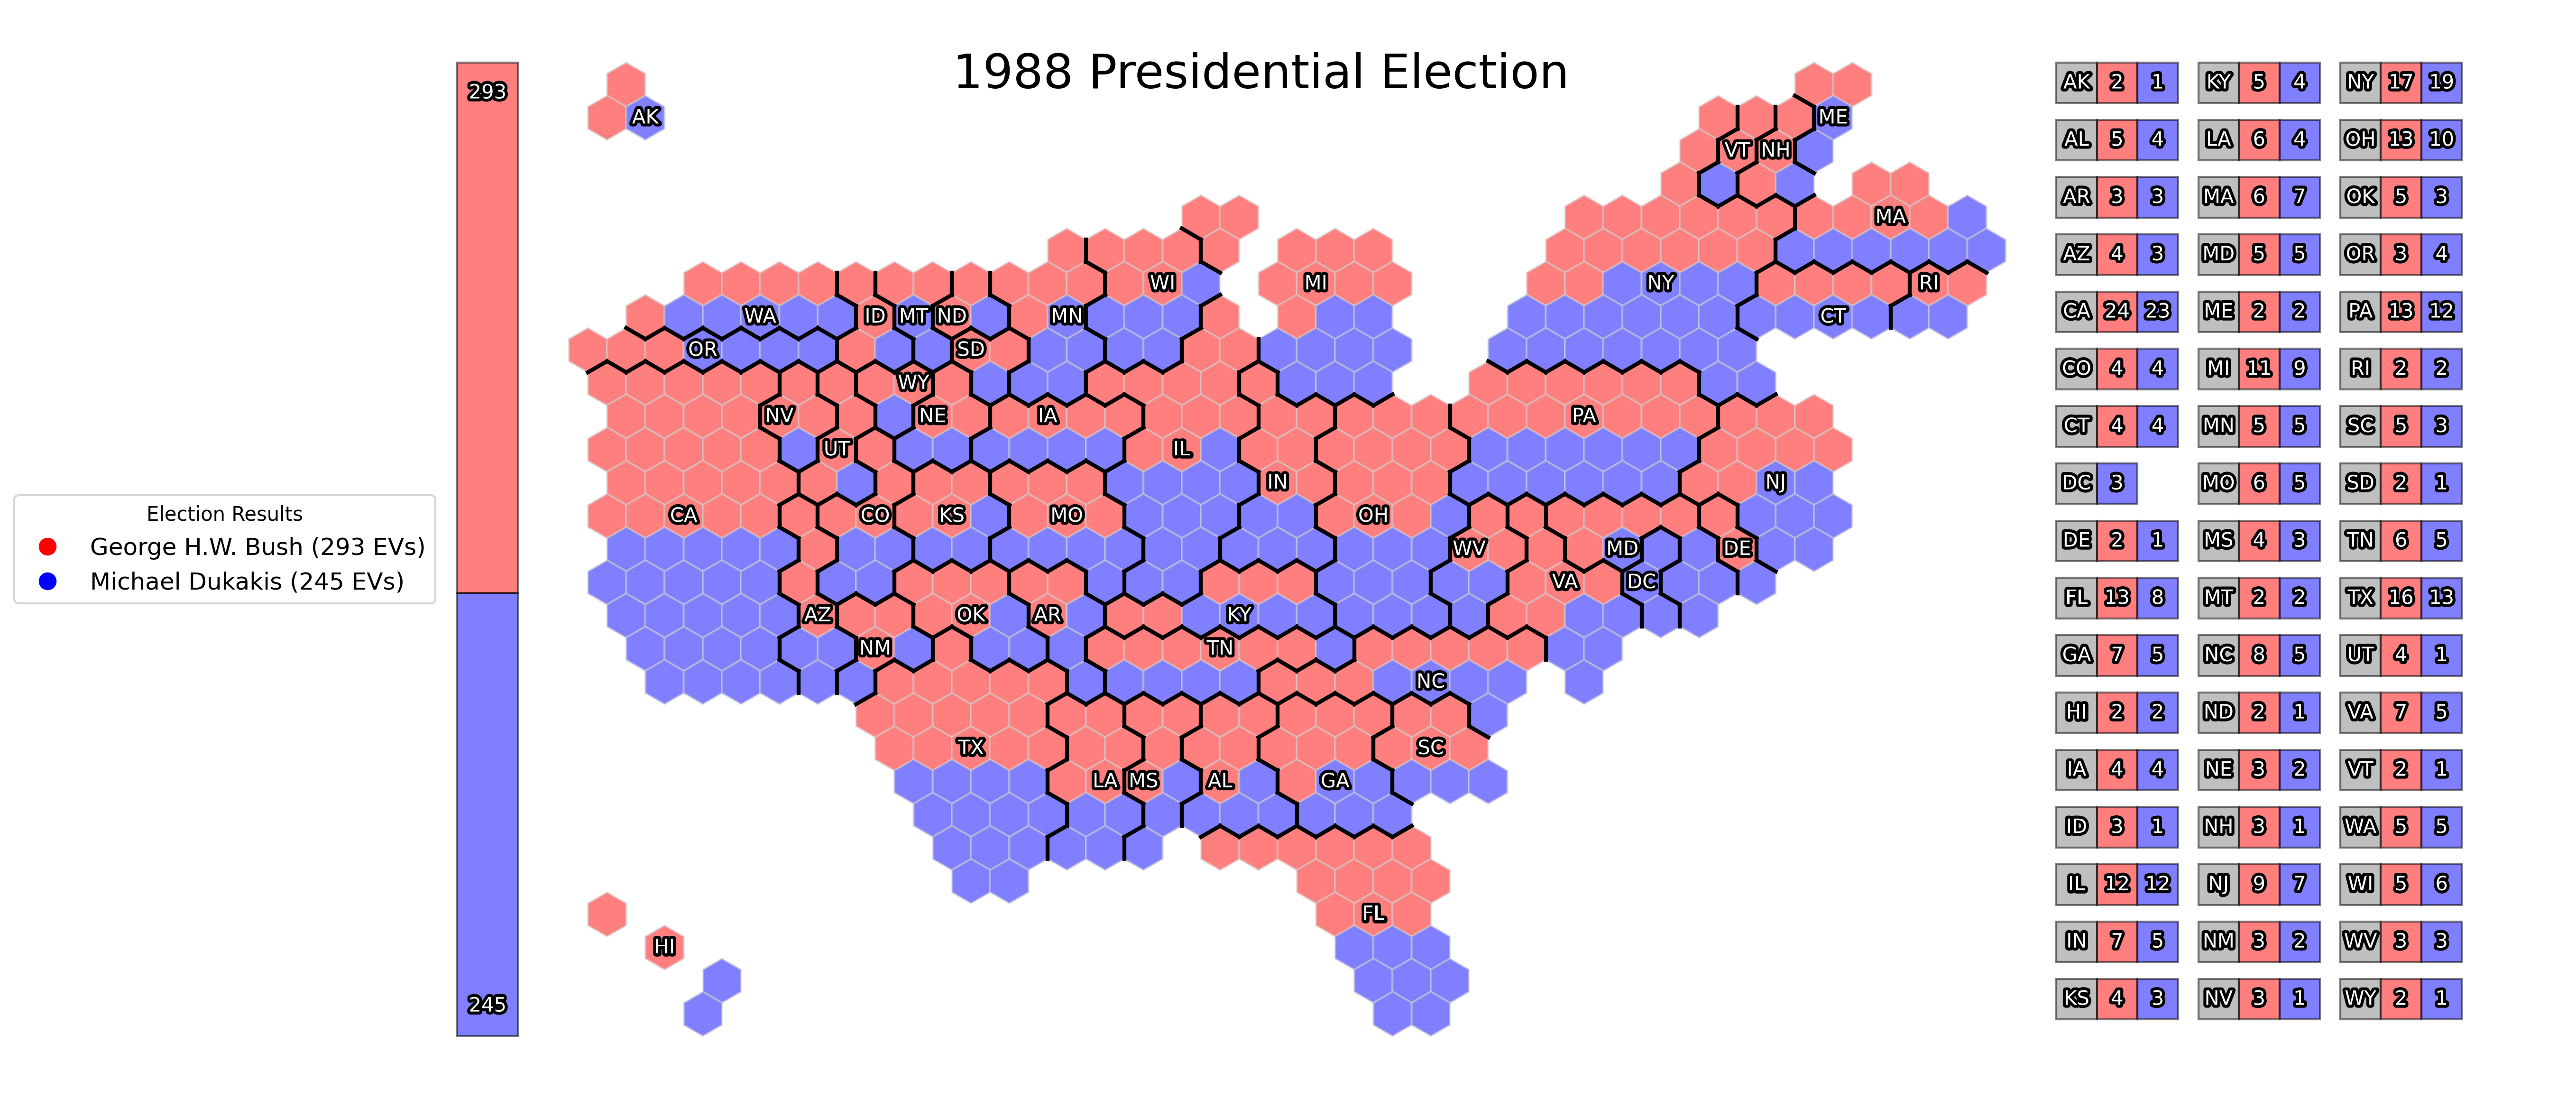 1988 Presidential Election
293
245
Election Results
George H.W. Bush (293 EVs)
Michael Dukakis (245 EVs)
AK
ME
VT NH
MA
WI MI NY RI
WA ID MT ND MN CT
OR SD
WY
NV NE IA PA
UT IL
IN NJ
CA CO KS MO OH
WV MD DE
VA DC
AZ OK AR KY
NM TN
NC
TX SC
LA MS AL GA
FL
HI
AK 2 1 KY 5 4 NY 17 19
AL 5 4 LA 6 4 OH 13 10
AR 3 3 MA 6 7 OK 5 3
AZ 4 3 MD 5 5 OR 3 4
CA 24 23 ME 2 2 PA 13 12
CO 4 4 MI 11 9 RI 2 2
CT 4 4 MN 5 5 SC 5 3
DC 3 MO 6 5 SD 2 1
DE 2 1 MS 4 3 TN 6 5
FL 13 8 MT 2 2 TX 16 13
GA 7 5 NC 8 5 UT 4 1
HI 2 2 ND 2 1 VA 7 5
IA 4 4 NE 3 2 VT 2 1
ID 3 1 NH 3 1 WA 5 5
IL 12 12 NJ 9 7 WI 5 6
IN 7 5 NM 3 2 WV 3 3
KS 4 3 NV 3 1 WY 2 1